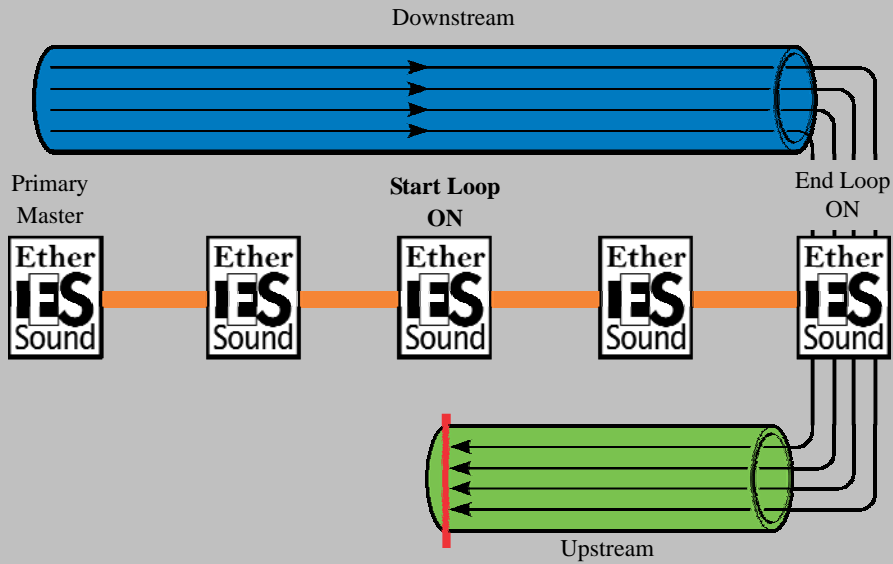 Downstream
Primary
Master
Start Loop
ON
End Loop
ON
Ether
ES
Sound
Ether
ES
Sound
Ether
ES
Sound
Ether
ES
Sound
Ether
ES
Sound
Upstream